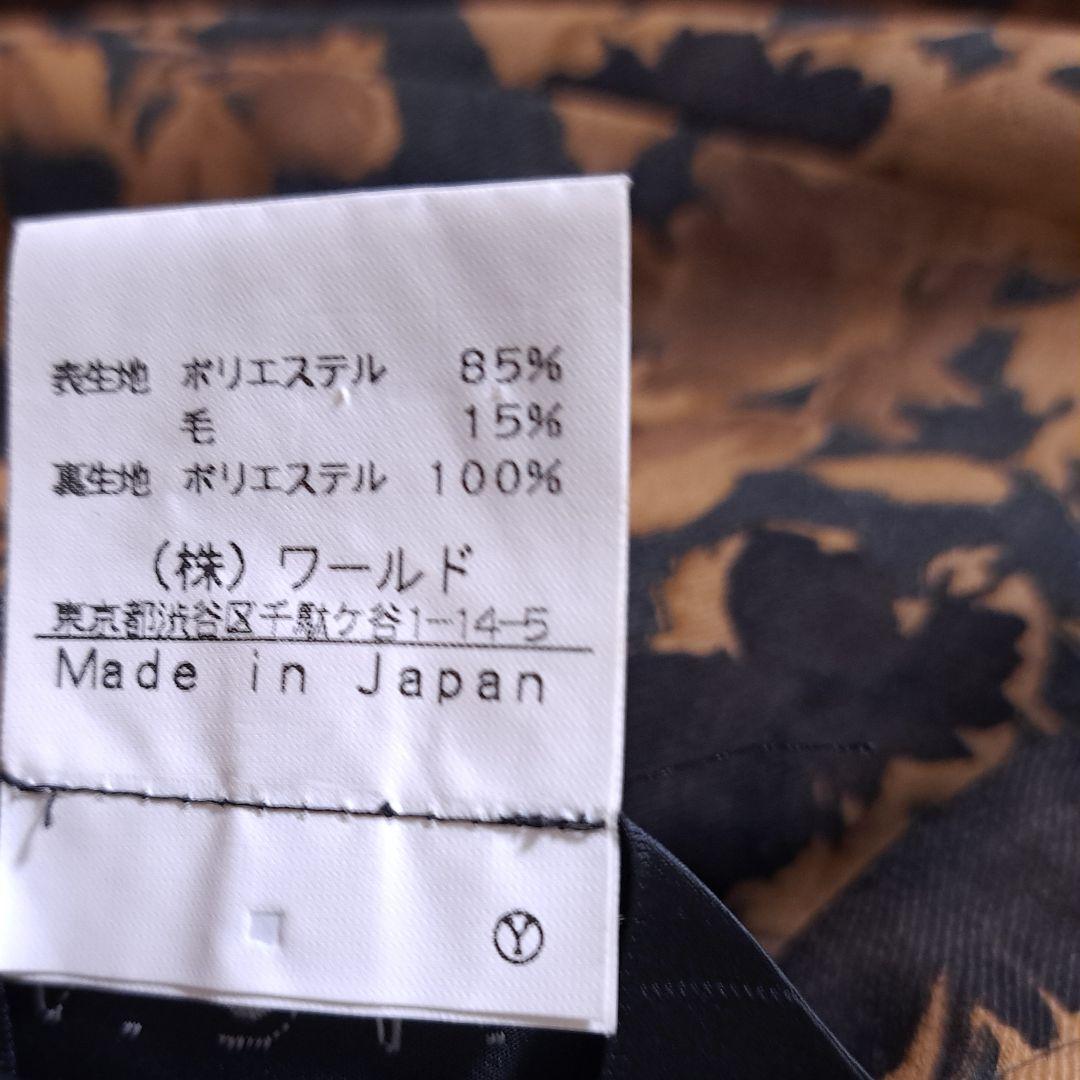 表生地 ポリエステル 85%
毛 15%
裏生地 ポリエステル 100%
(株)ワールド
東京都渋谷区千駄ケ谷1-14-5
Made in Japan
Y